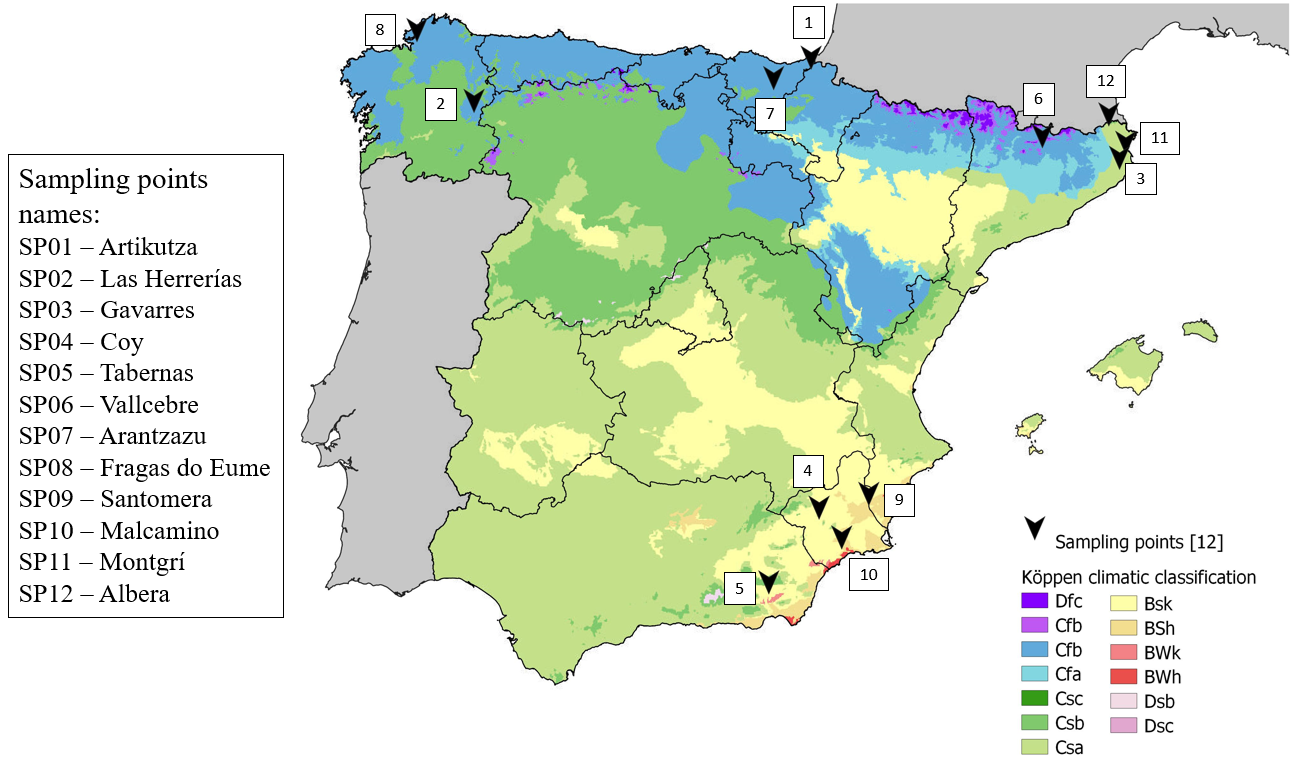 8
1
2
7
6
12
11
3
Sampling points
names:
SP01 – Artikutza
SP02 – Las Herrerías
SP03 – Gavarres
SP04 – Coy
SP05 – Tabernas
SP06 – Vallcebre
SP07 – Arantzazu
SP08 – Fragas do Eume
SP09 – Santomera
SP10 – Malcamino
SP11 – Montgrí
SP12 – Albera
4
9
5
10
Sampling points [12]
Köppen climatic classification
Dfc
Cfb
Cfb
Cfa
Csc
Csb
Csa
Bsk
BSh
BWk
BWh
Dsb
Dsc